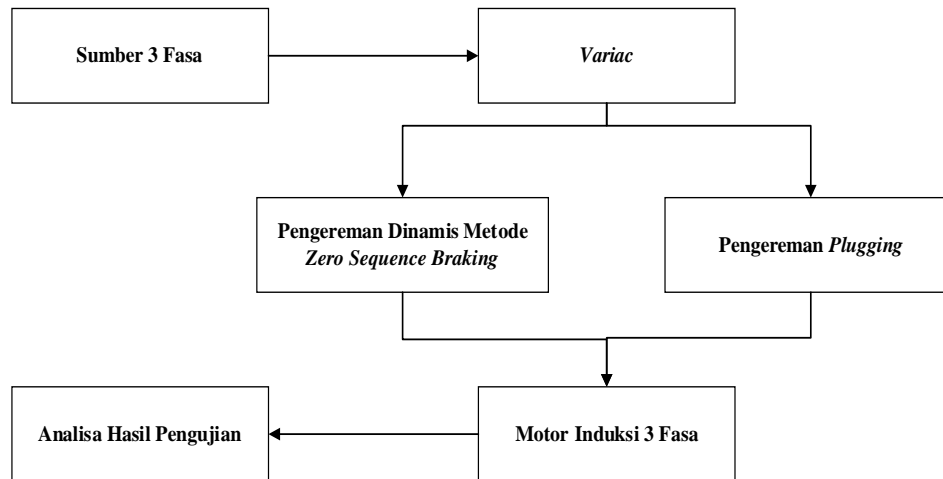 Sumber 3 Fasa
Variac
Pengereman Dinamis Metode
Zero Sequence Braking
Pengereman Plugging
Analisa Hasil Pengujian
Motor Induksi 3 Fasa